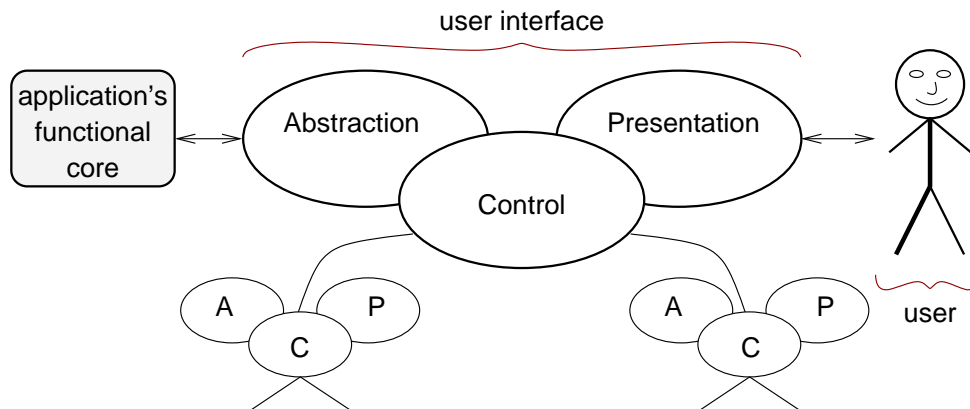 user interface
application's
functional
core
Abstraction
Presentation
Control
A
P
C
A
P
C
user